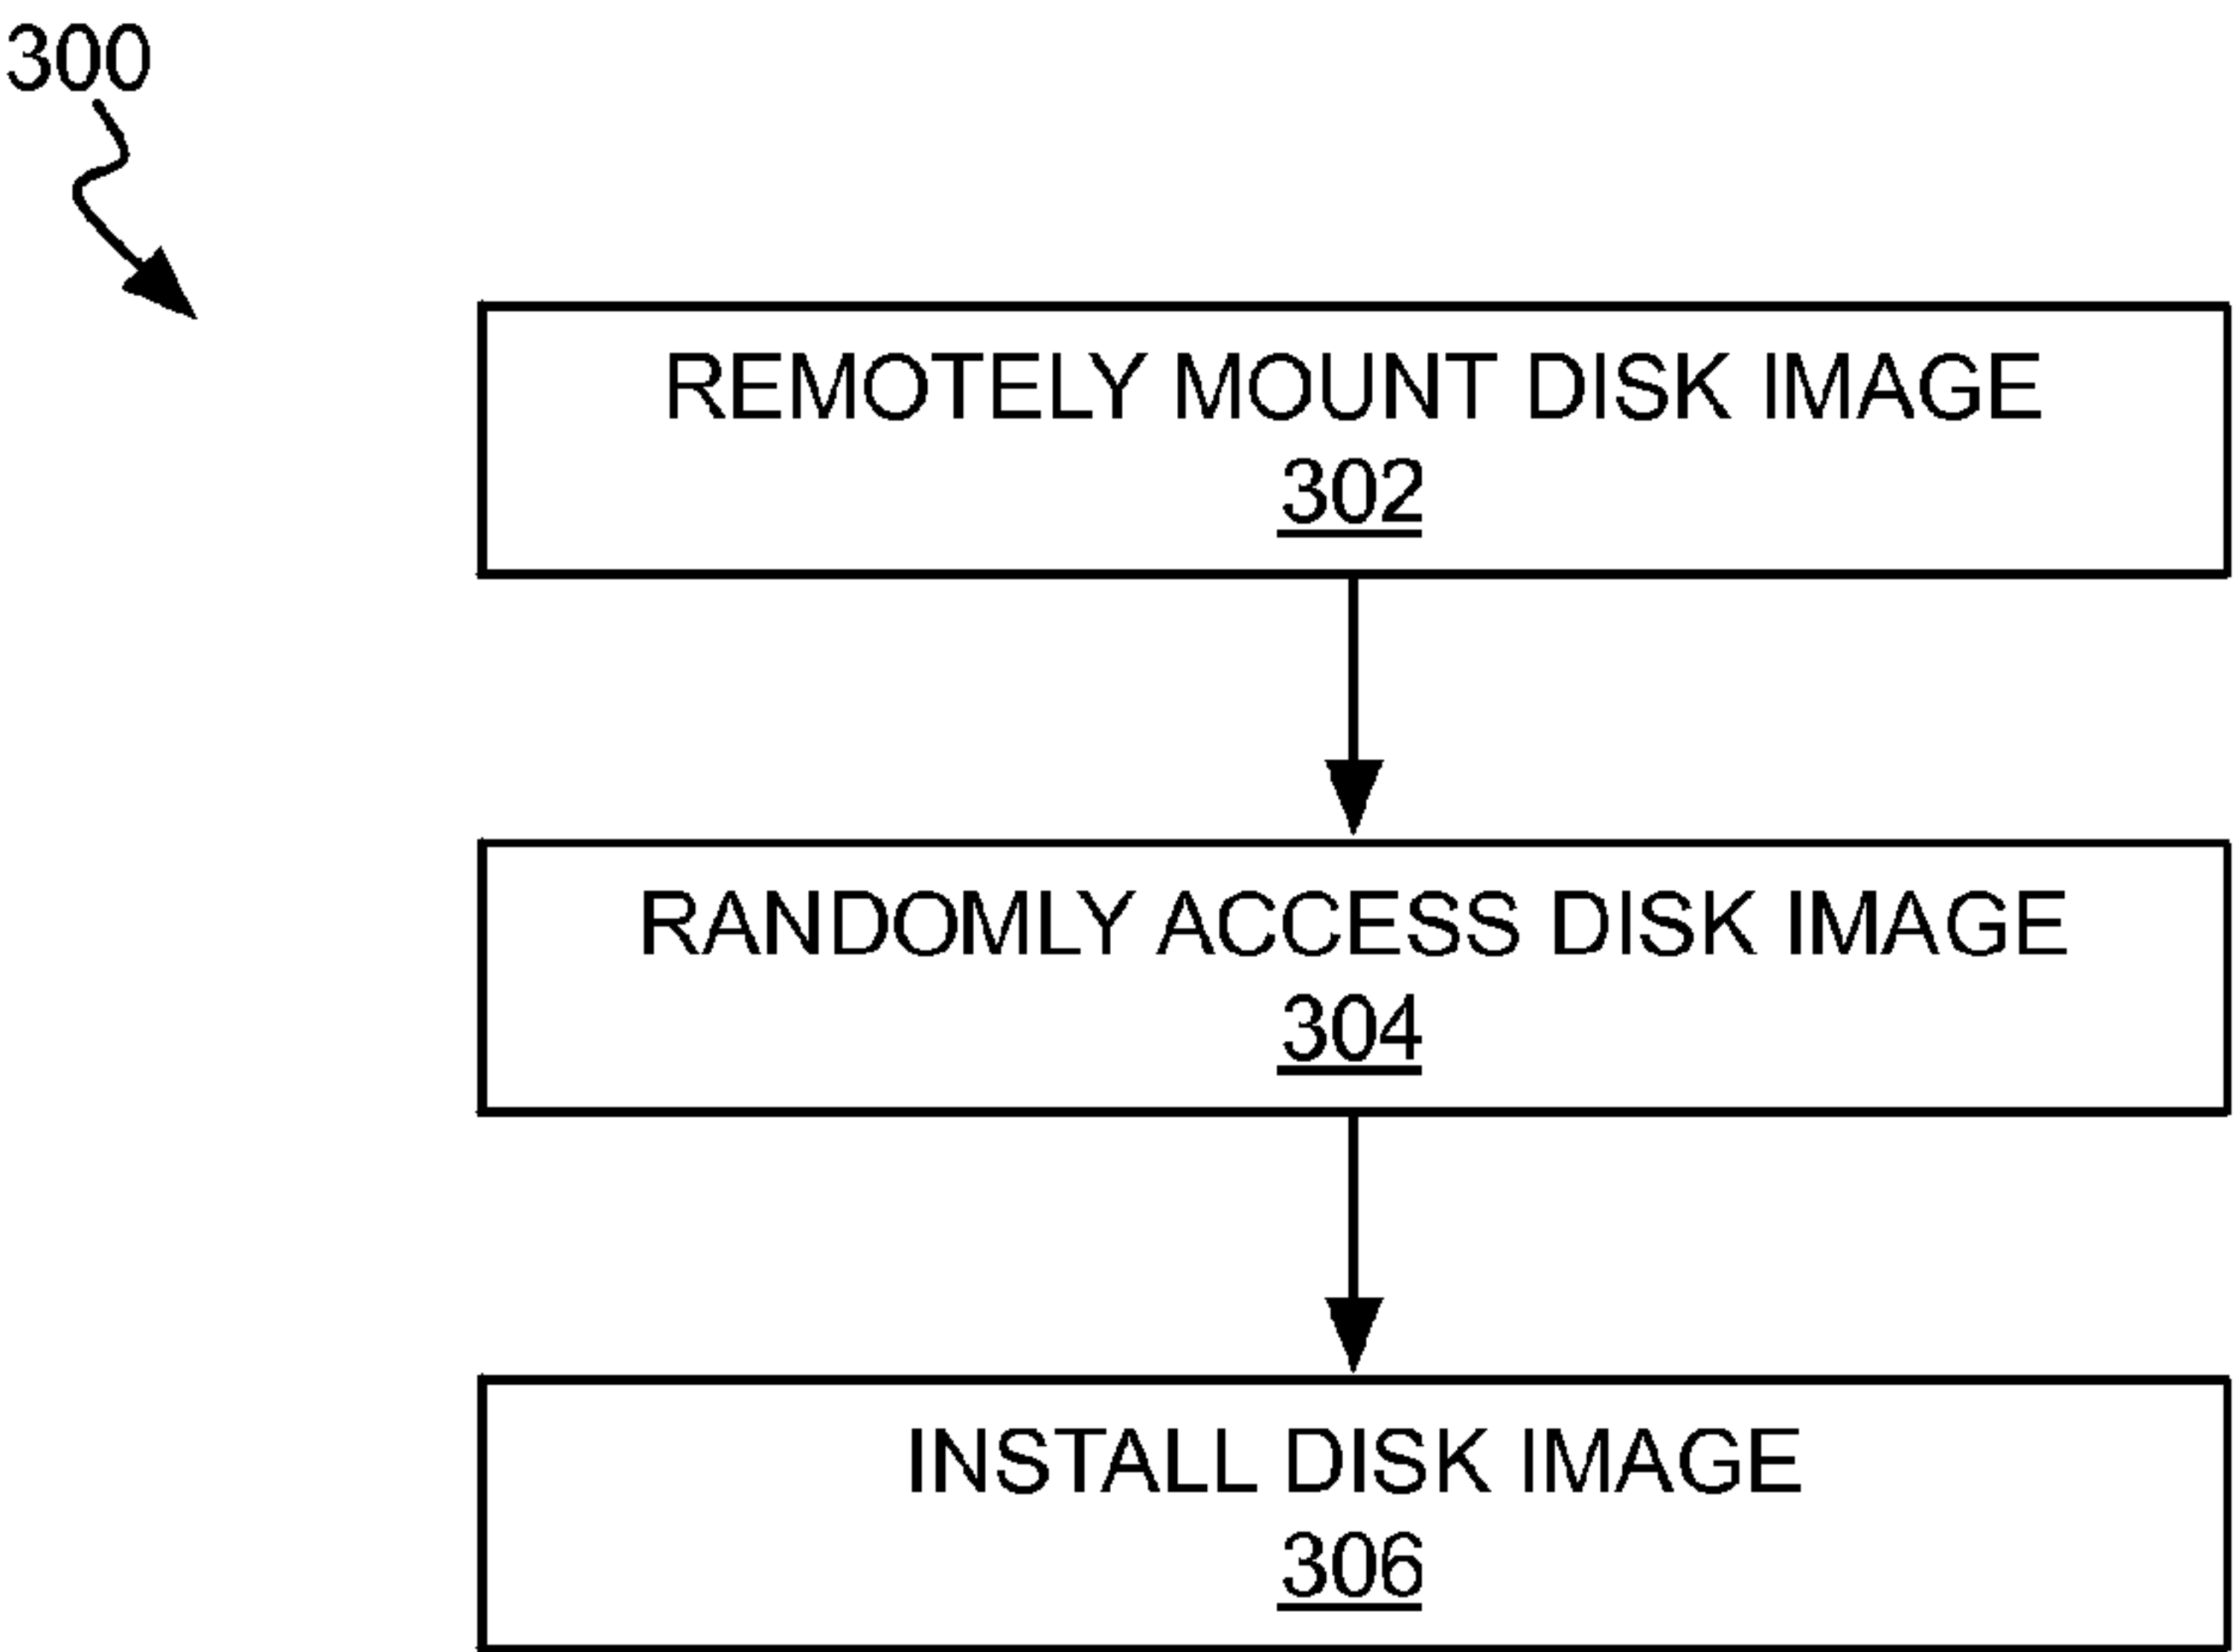 300
REMOTELY MOUNT DISK IMAGE
302
RANDOMLY ACCESS DISK IMAGE
304
INSTALL DISK IMAGE
306